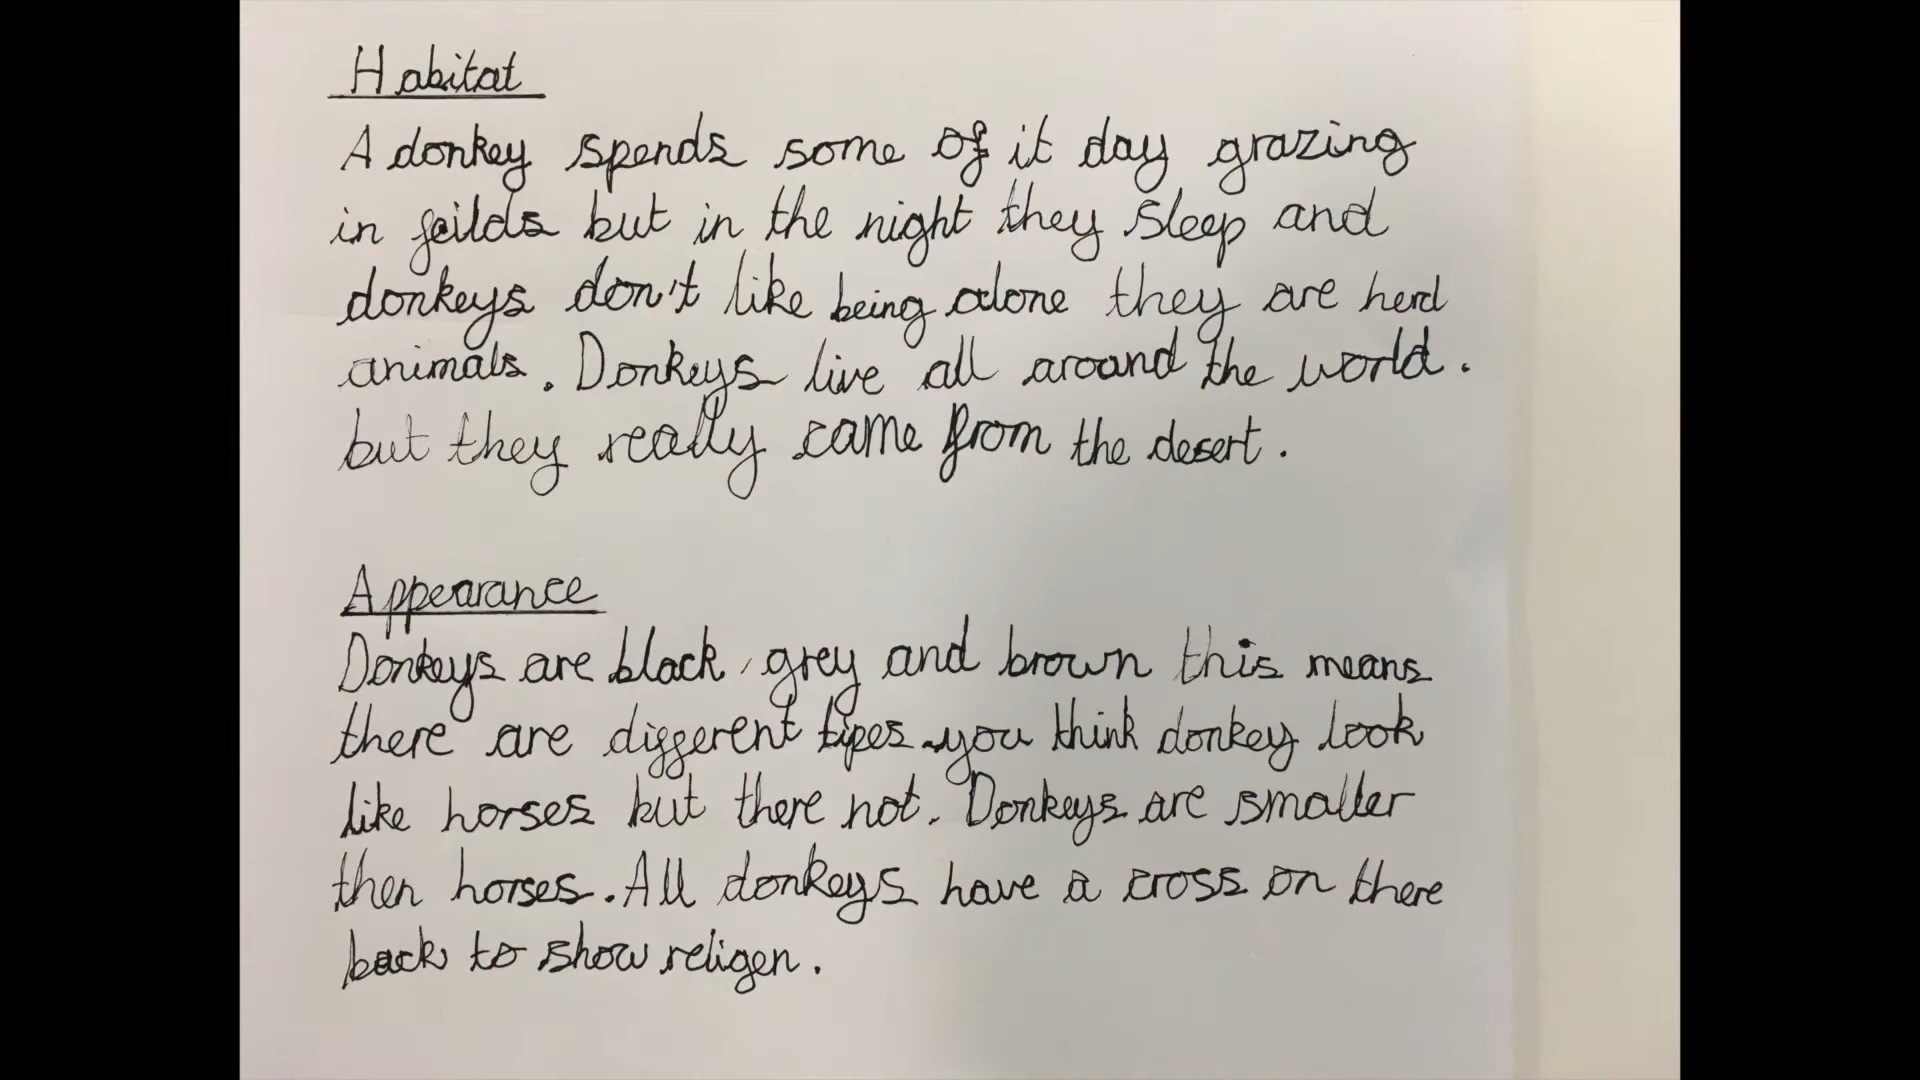 Habitat
A donkey spends some of it day grazing
in feilds but in the night they sleep and
donkeys don't like being alone they are herd
animals. Donkeys live all around the world.
but they really came from the desert.
Appearance
Donkeys are black, grey and brown this means
there are different tipes. you think donkey look
like horses but there not. Donkeys are smaller
then horses. All donkeys have a cross on there
back to show religen.